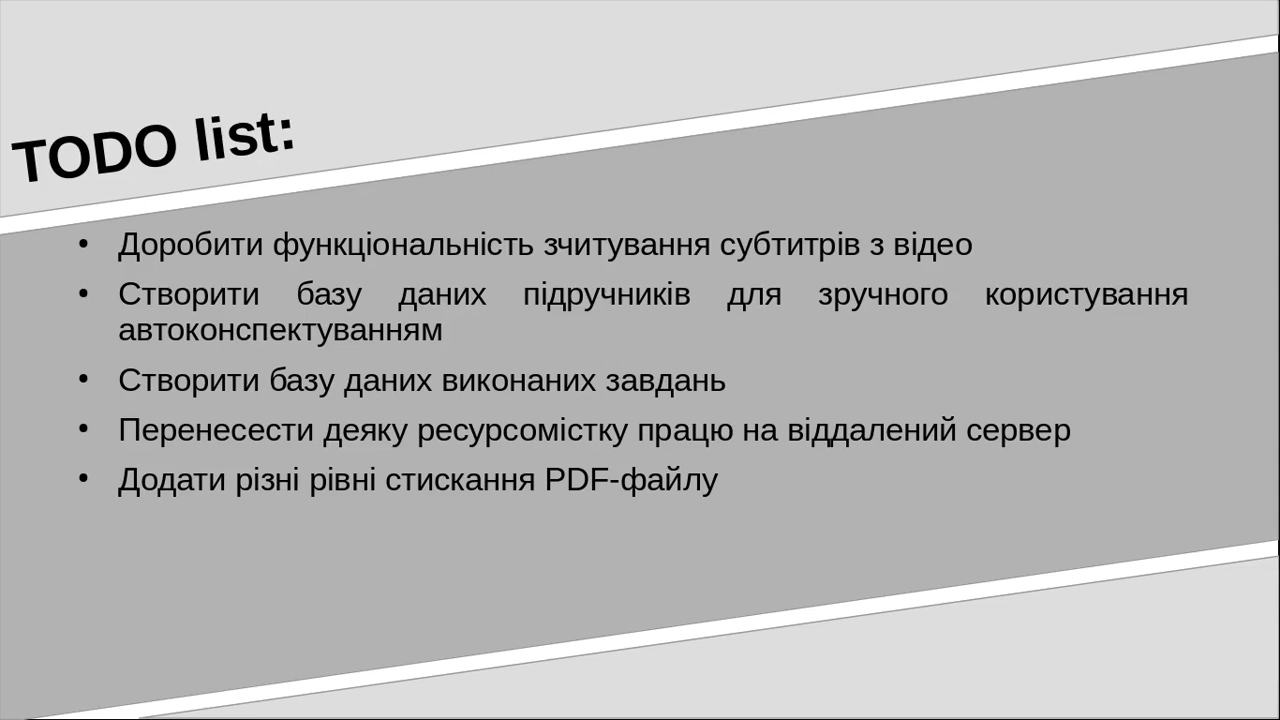 TODO list:
• Доробити функціональність зчитування субтитрів з відео
• Створити базу даних підручників для зручного користування
автоконспектуванням
• Створити базу даних виконаних завдань
• Перенесести деяку ресурсомістку працю на віддалений сервер
• Додати різні рівні стискання PDF-файлу